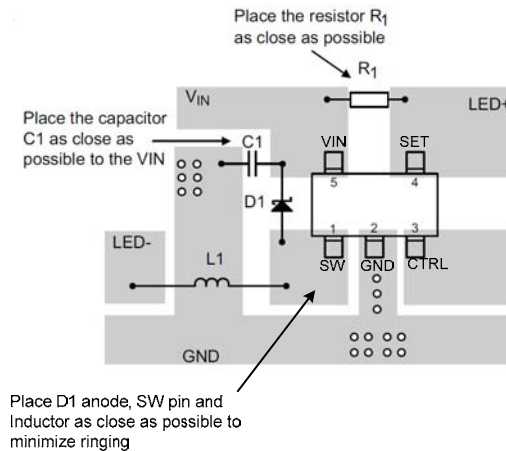 Place the resistor R1
as close as possible
R1
VIN
LED+
Place the capacitor
C1 as close as
possible to the VIN
C1
VIN
SET
5
4
D1
1
2
3
LED-
L1
SW
GND
CTRL
GND
Place D1 anode, SW pin and
Inductor as close as possible to
minimize ringing